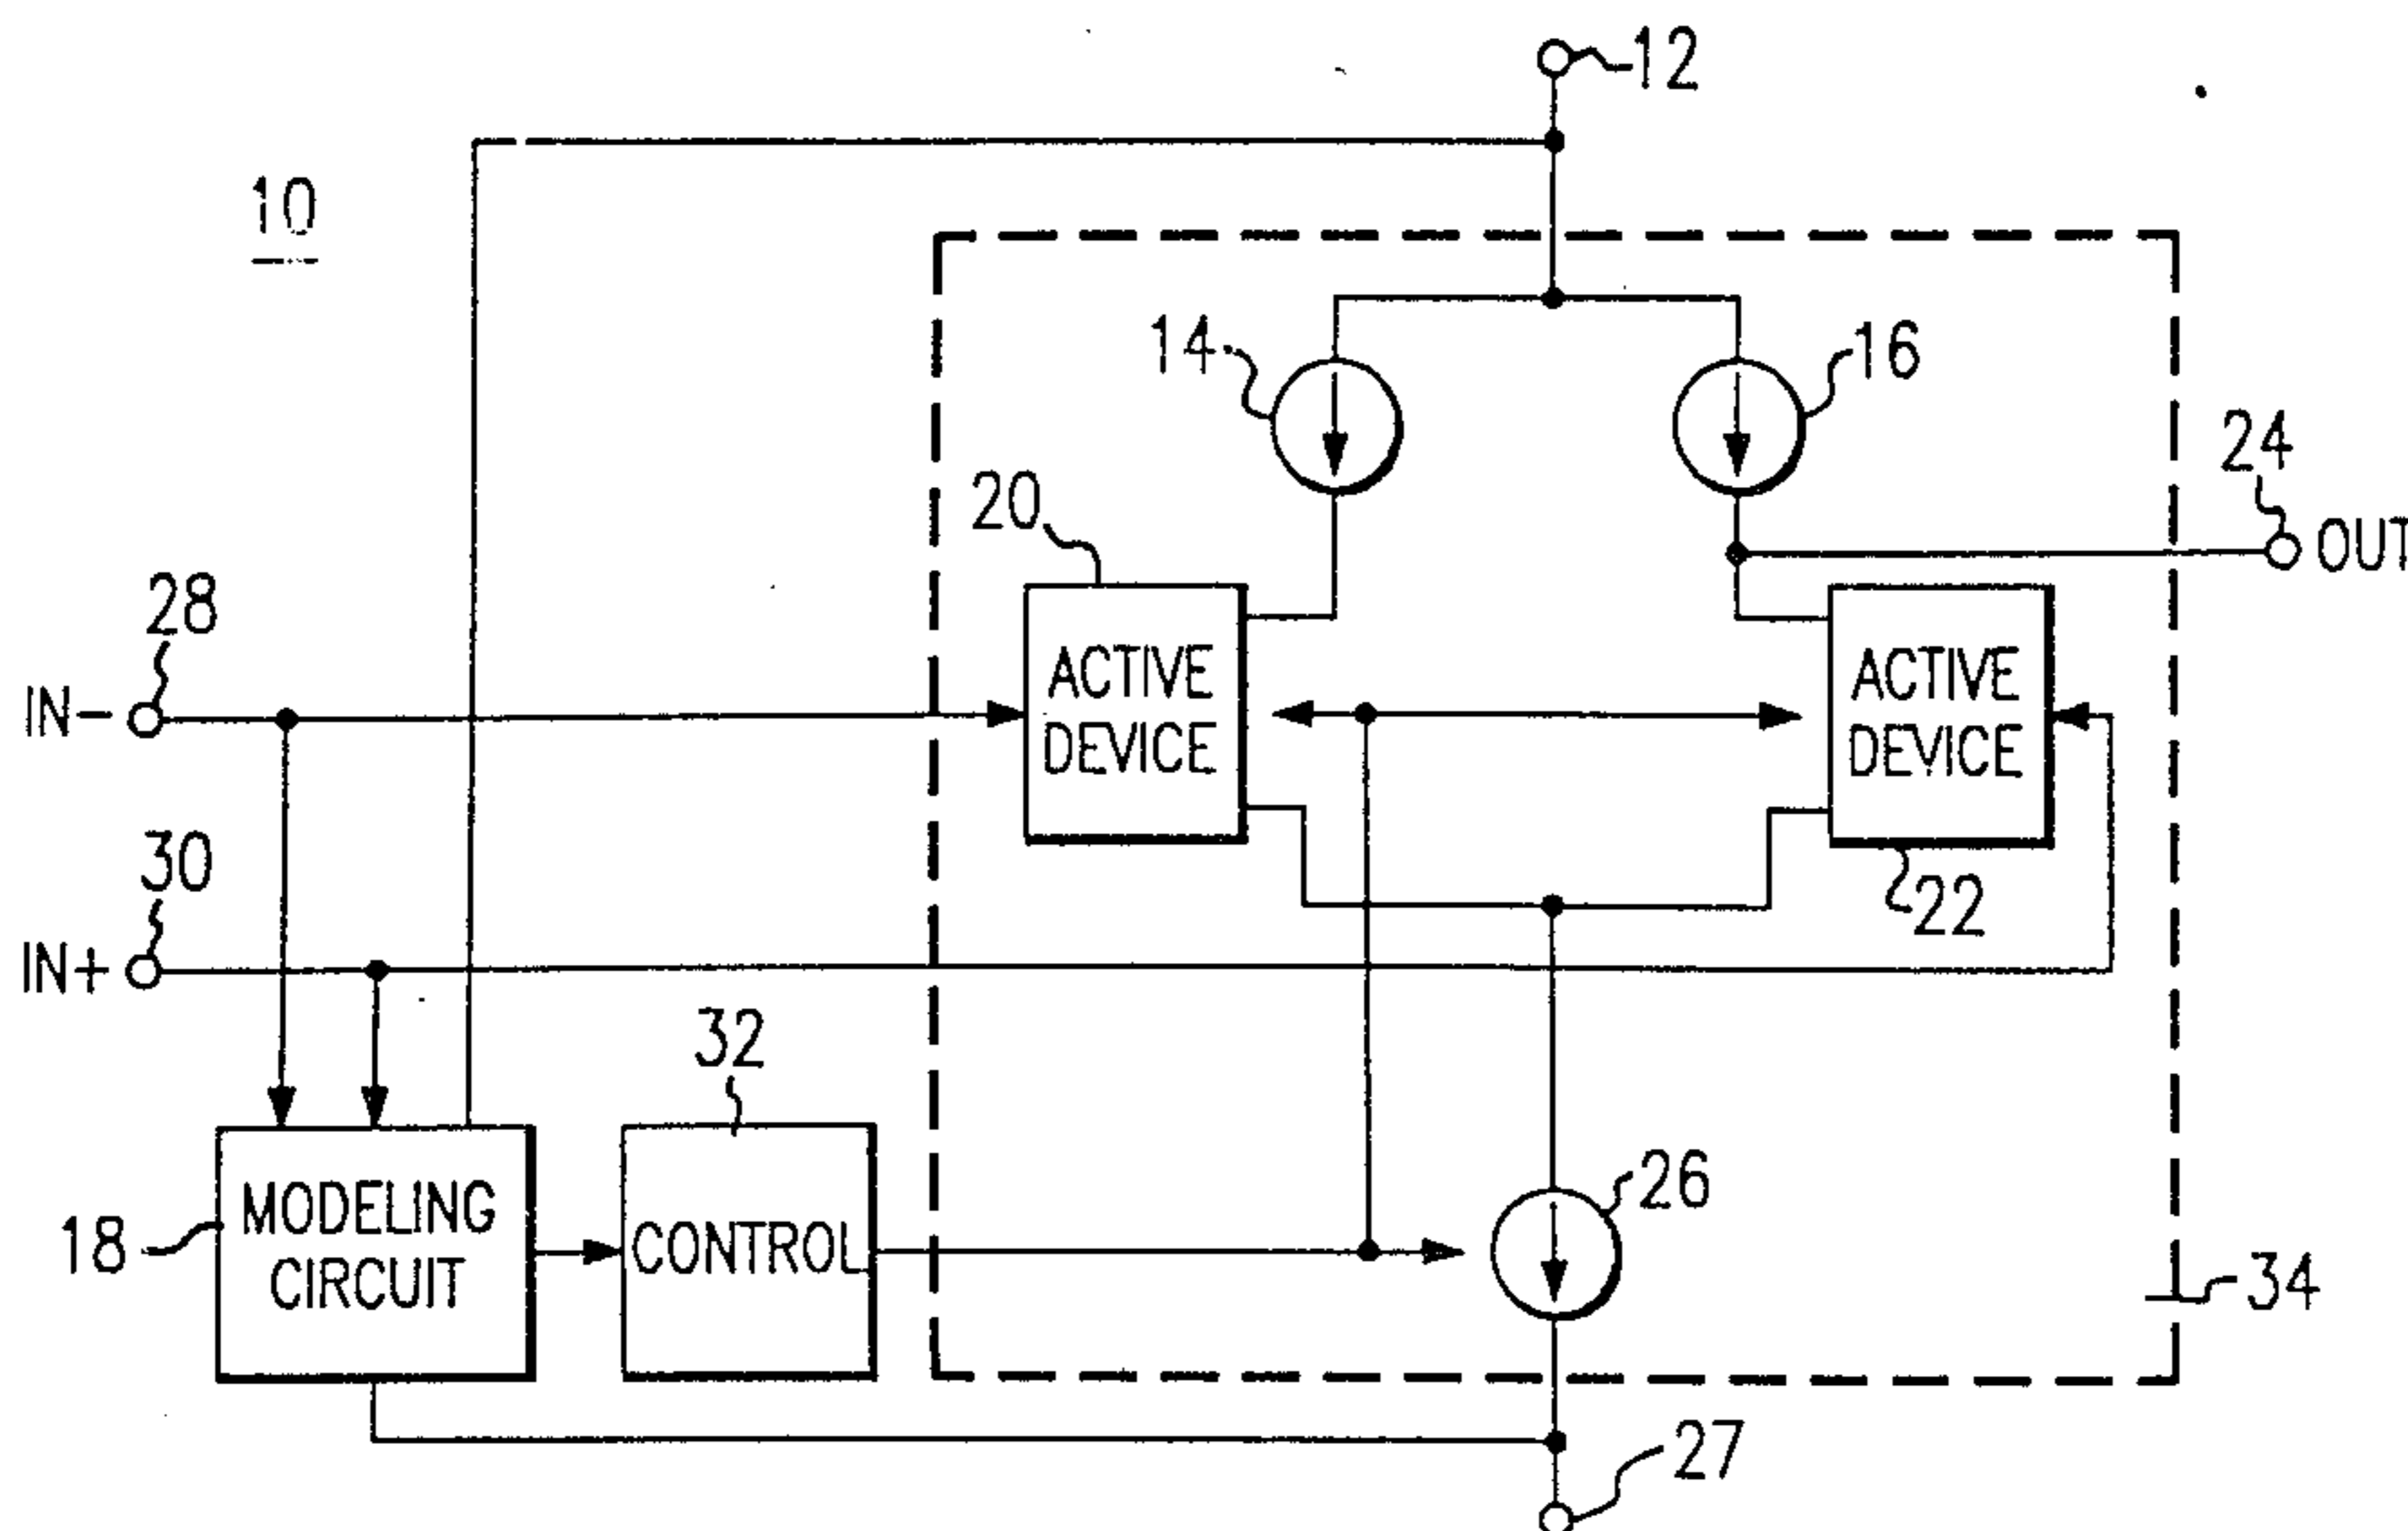 12
10
14
16
24
OUT
20
28
IN-
ACTIVE
DEVICE
ACTIVE
DEVICE
30
IN+
22
32
MODELING
CIRCUIT
18
CONTROL
26
34
27